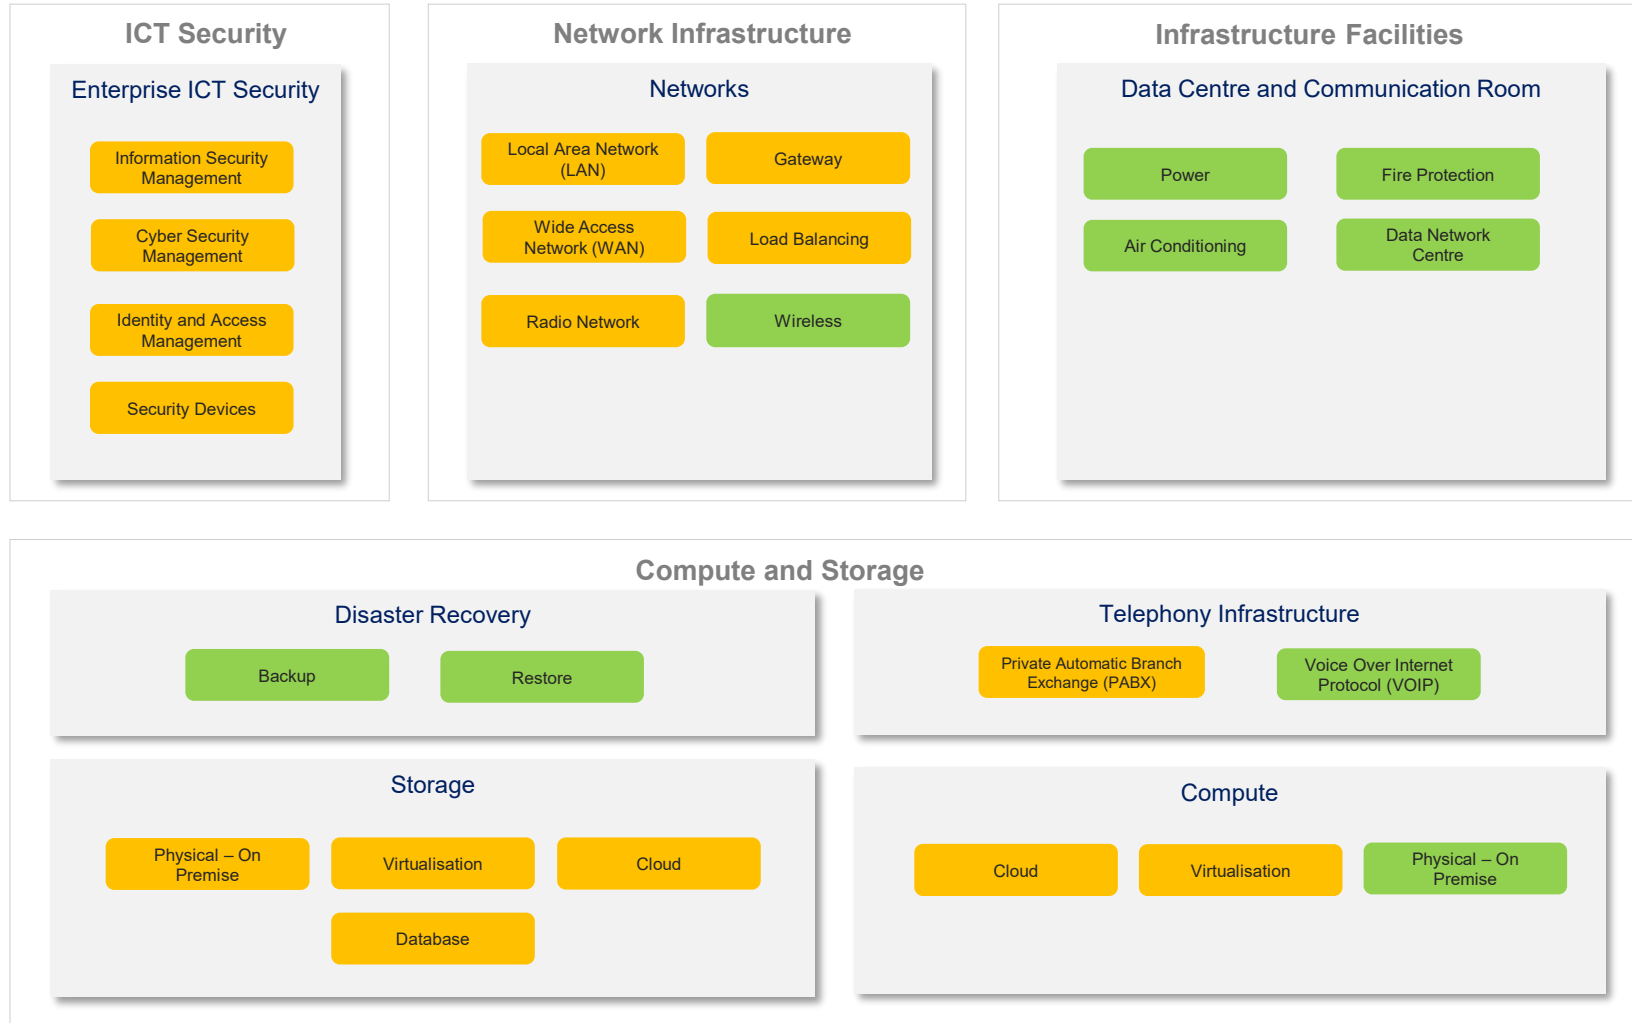 ICT Security
Enterprise ICT Security
Information Security
Management
Cyber Security
Management
Identity and Access
Management
Security Devices
Network Infrastructure
Networks
Local Area Network
(LAN)
Gateway
Wide Access
Network (WAN)
Load Balancing
Radio Network
Wireless
Infrastructure Facilities
Data Centre and Communication Room
Power
Fire Protection
Air Conditioning
Data Network
Centre
Compute and Storage
Disaster Recovery
Backup
Restore
Telephony Infrastructure
Private Automatic Branch
Exchange (PABX)
Voice Over Internet
Protocol (VOIP)
Storage
Physical – On
Premise
Virtualisation
Cloud
Database
Compute
Cloud
Virtualisation
Physical – On
Premise